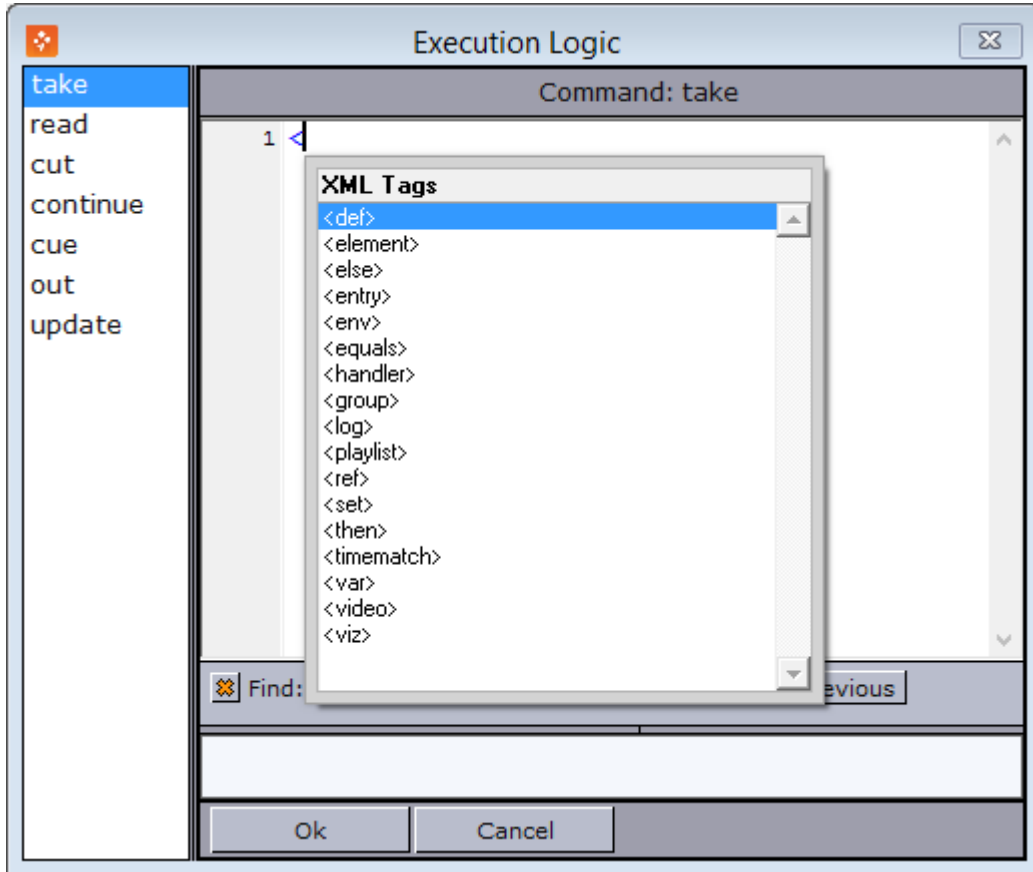 Execution Logic
take
read
cut
continue
cue
out
update
Command: take
1 <
XML Tags
<def>
<element>
<else>
<entry>
<env>
<equals>
<handler>
<group>
<log>
<playlist>
<ref>
<set>
<then>
<timematch>
<var>
<video>
<viz>
Find:
evious
Ok
Cancel